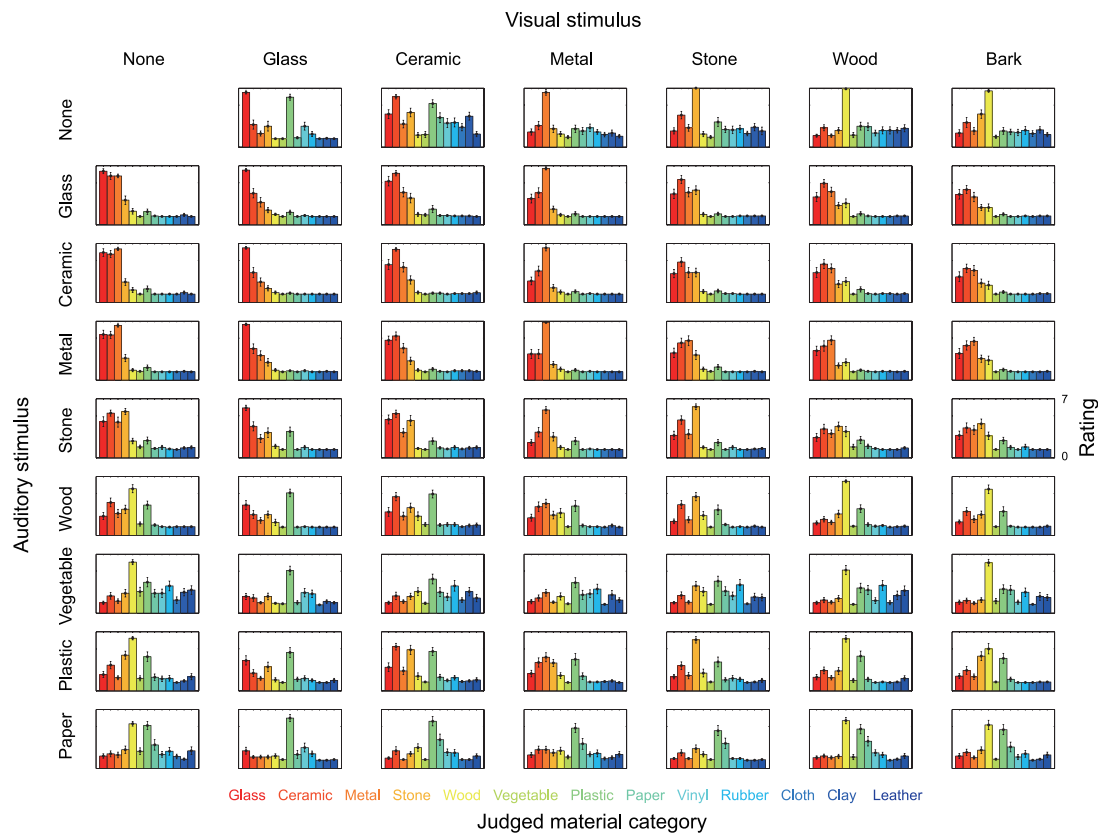 Visual stimulus
None Glass Ceramic Metal Stone Wood Bark
Auditory stimulus
None
Glass
Ceramic
Metal
Stone
Wood
Vegetable
Plastic
Paper
7
0
Rating
Glass Ceramic Metal Stone Wood Vegetable Plastic Paper Vinyl Rubber Cloth Clay Leather
Judged material category